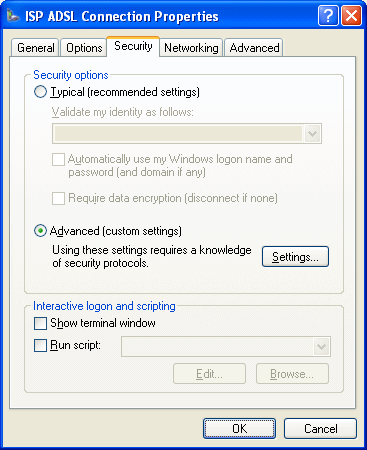 ISP ADSL Connection Properties
General Options Security Networking Advanced
Security options
Typical (recommended settings)
Validate my identity as follows:
Automatically use my Windows logon name and
password (and domain if any)
Require data encryption (disconnect if none)
Advanced (custom settings)
Using these settings requires a knowledge
of security protocols.
Settings...
Interactive logon and scripting
Show terminal window
Run script:
Edit... Browse...
OK Cancel